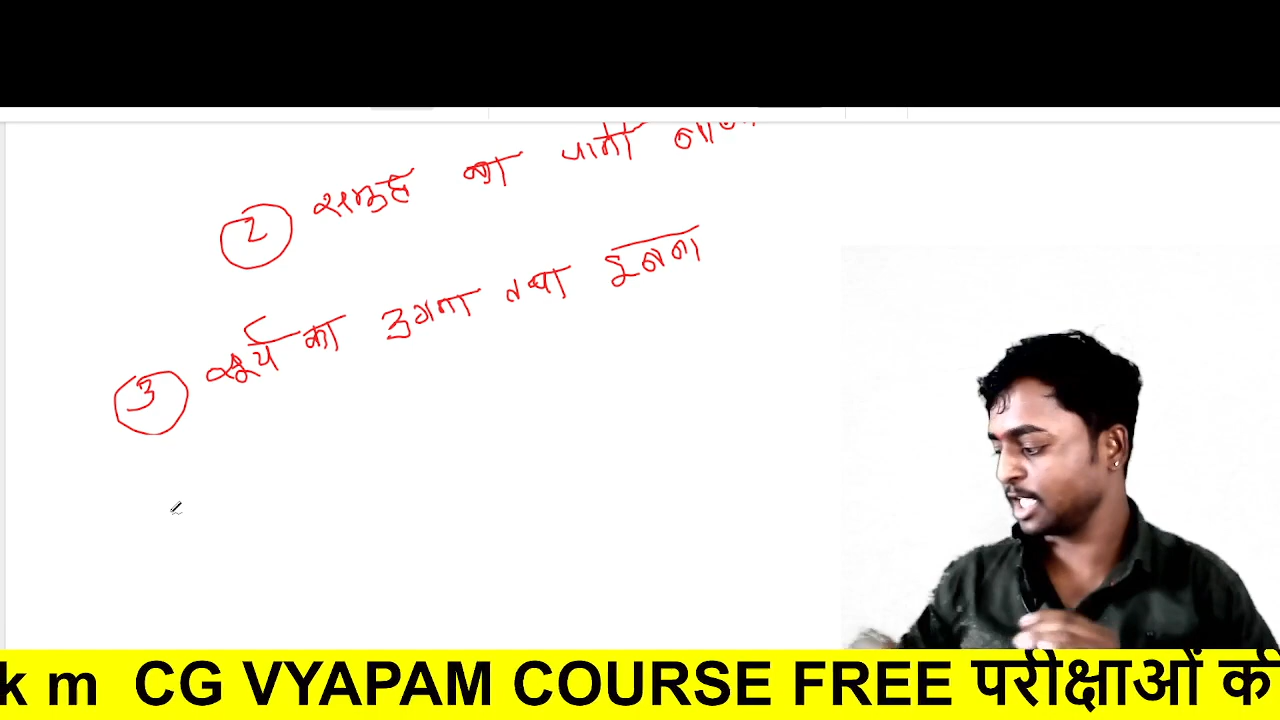 2 समुद्र का पानी
3 सूर्य का उगना तथा डूबना
k m CG VYAPAM COURSE FREE परीक्षाओं की